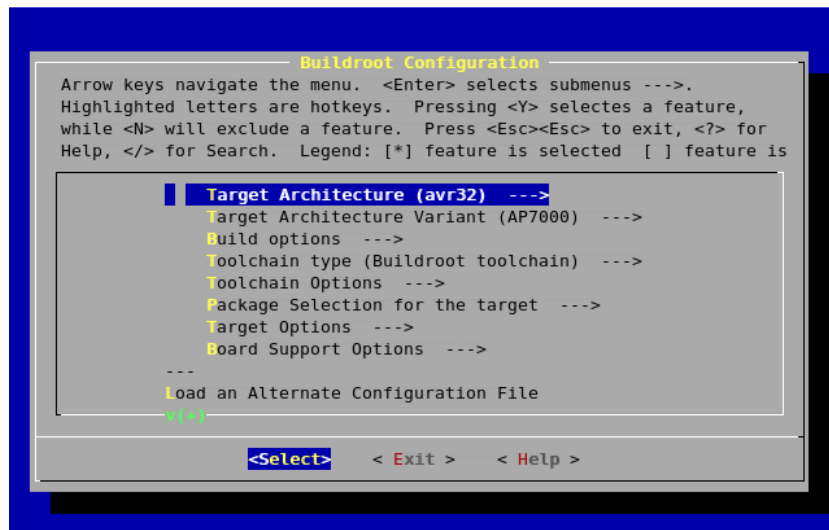 Buildroot Configuration
Arrow keys navigate the menu.  <Enter> selects submenus --->.
Highlighted letters are hotkeys.  Pressing <Y> selectes a feature,
while <N> will exclude a feature.  Press <Esc><Esc> to exit, <?> for
Help, </> for Search.  Legend: [*] feature is selected  [ ] feature is
Target Architecture (avr32)  --->
Target Architecture Variant (AP7000)  --->
Build options  --->
Toolchain type (Buildroot toolchain)  --->
Toolchain Options  --->
Package Selection for the target  --->
Target Options  --->
Board Support Options  --->
---
Load an Alternate Configuration File
v(+)
<Select>    < Exit >    < Help >